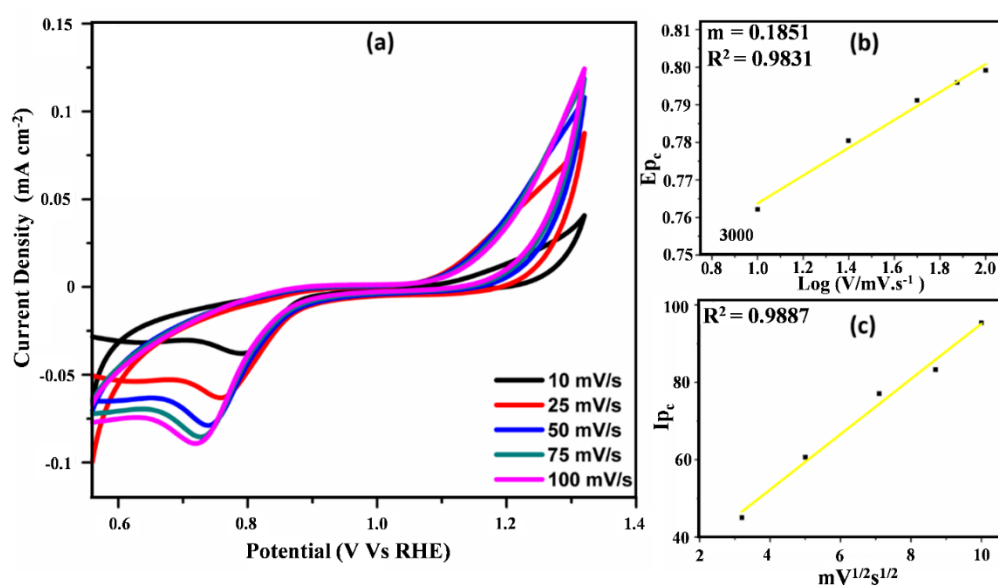 (a)
0.15
0.1
0.05
0
-0.05
-0.1
Current Density (mA cm⁻²)
10 mV/s
25 mV/s
50 mV/s
75 mV/s
100 mV/s
0.6 0.8 1.0 1.2 1.4
Potential (V Vs RHE)
(b)
m = 0.1851
R² = 0.9831
0.80
0.79
0.78
0.77
0.76
0.75
Epc
3000
0.8 1.0 1.2 1.4 1.6 1.8 2.0
Log (V/mV.s⁻¹ )
(c)
R² = 0.9887
100
80
60
40
Ipc
2 4 6 8 10
mV¹/²s¹/²